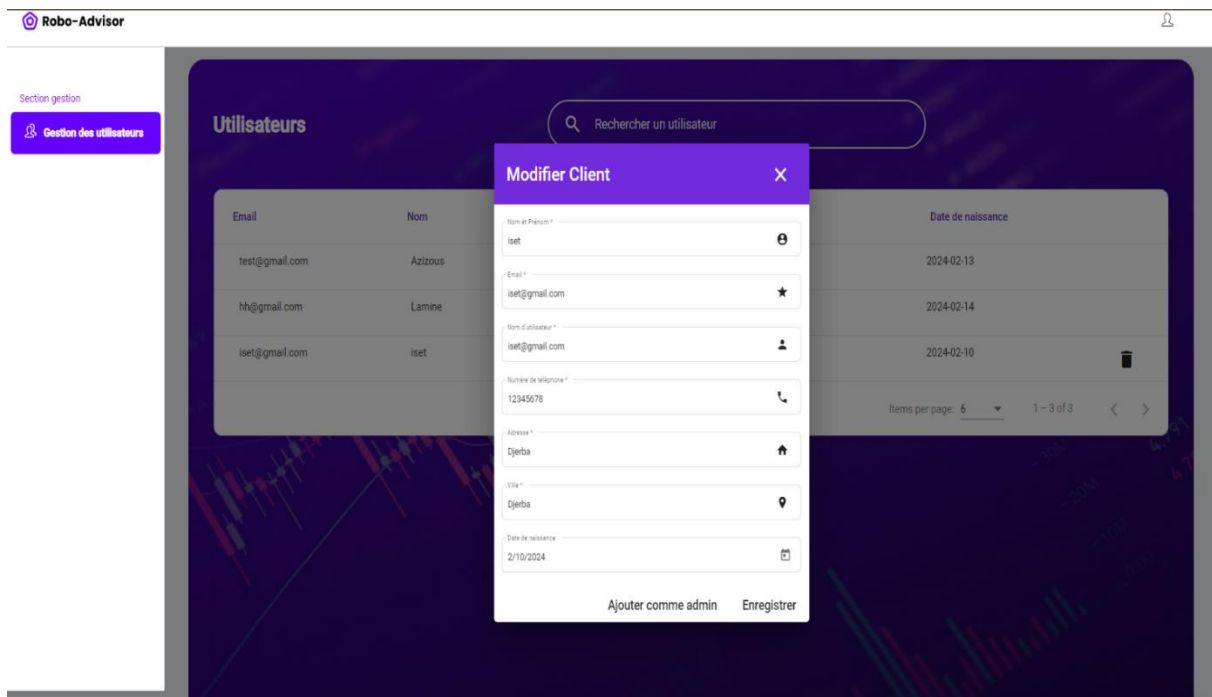 Robo-Advisor
Section gestion
Gestion des utilisateurs
Utilisateurs
Rechercher un utilisateur
Email Nom Date de naissance
test@gmail.com Azizous 2024-02-13
hh@gmail.com Lamine 2024-02-14
iset@gmail.com iset 2024-02-10
Items per page: 6 1 – 3 of 3
Modifier Client X
Nom et Prénom *
iset
Email *
iset@gmail.com
Nom d'utilisateur *
iset@gmail.com
Numéro de téléphone *
12345678
Adresse *
Djerba
Ville *
Djerba
Date de naissance
2/10/2024
Ajouter comme admin Enregistrer
4,791